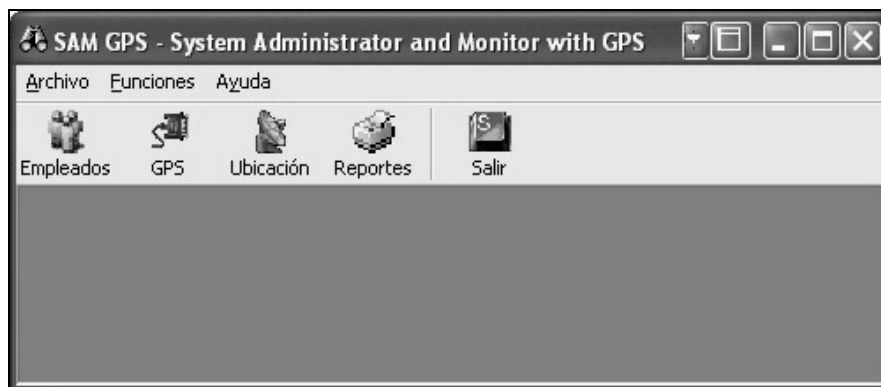 SAM GPS - System Administrator and Monitor with GPS
Archivo Funciones Ayuda
Empleados GPS Ubicación Reportes Salir